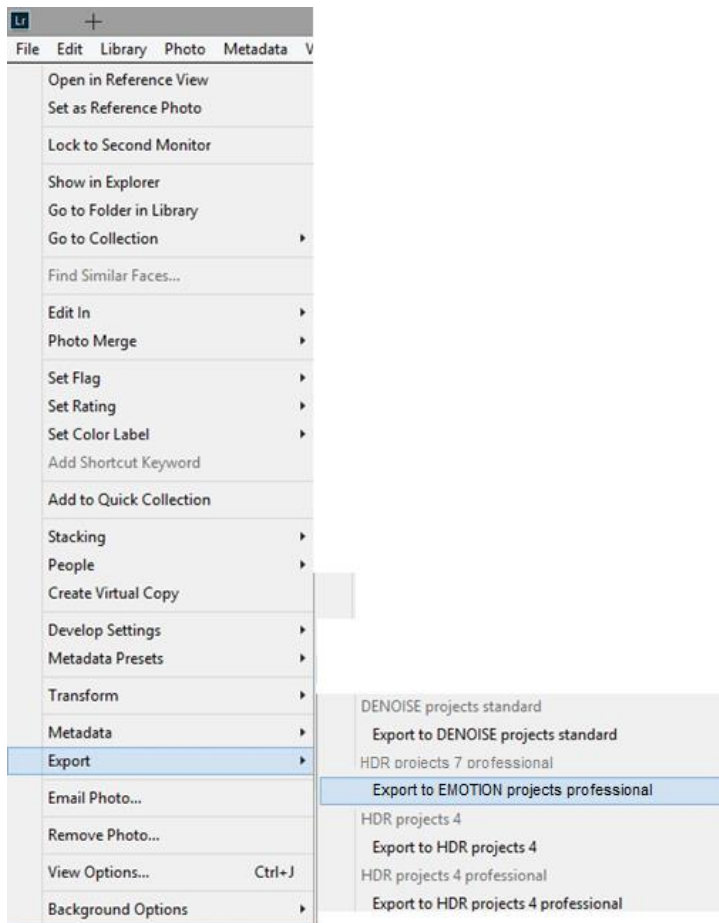 Lr
File Edit Library Photo Metadata V
Open in Reference View
Set as Reference Photo
Lock to Second Monitor
Show in Explorer
Go to Folder in Library
Go to Collection
Find Similar Faces...
Edit In
Photo Merge
Set Flag
Set Rating
Set Color Label
Add Shortcut Keyword
Add to Quick Collection
Stacking
People
Create Virtual Copy
Develop Settings
Metadata Presets
Transform
Metadata
Export
Email Photo...
Remove Photo...
View Options... Ctrl+J
Background Options
DENOISE projects standard
Export to DENOISE projects standard
HDR projects 7 professional
Export to EMOTION projects professional
HDR projects 4
Export to HDR projects 4
HDR projects 4 professional
Export to HDR projects 4 professional